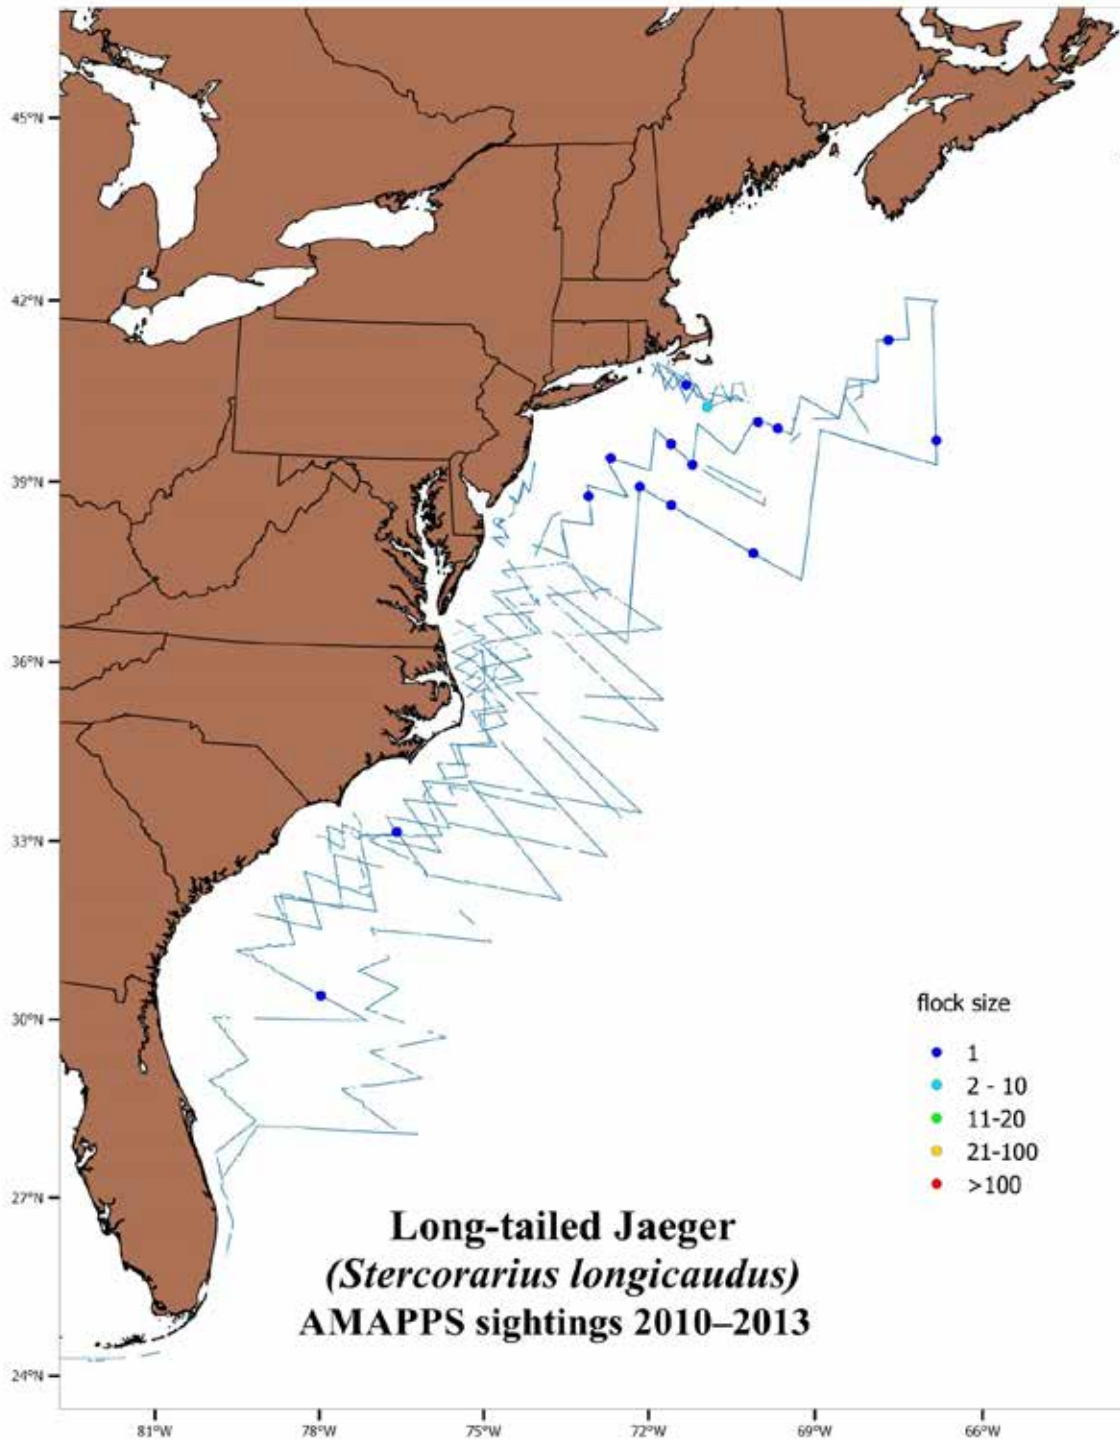 45°N
42°N
39°N
36°N
33°N
30°N
27°N
24°N
flock size
1
2 - 10
11-20
21-100
>100
Long-tailed Jaeger
(Stercorarius longicaudus)
AMAPPS sightings 2010–2013
81°W 78°W 75°W 72°W 69°W 66°W